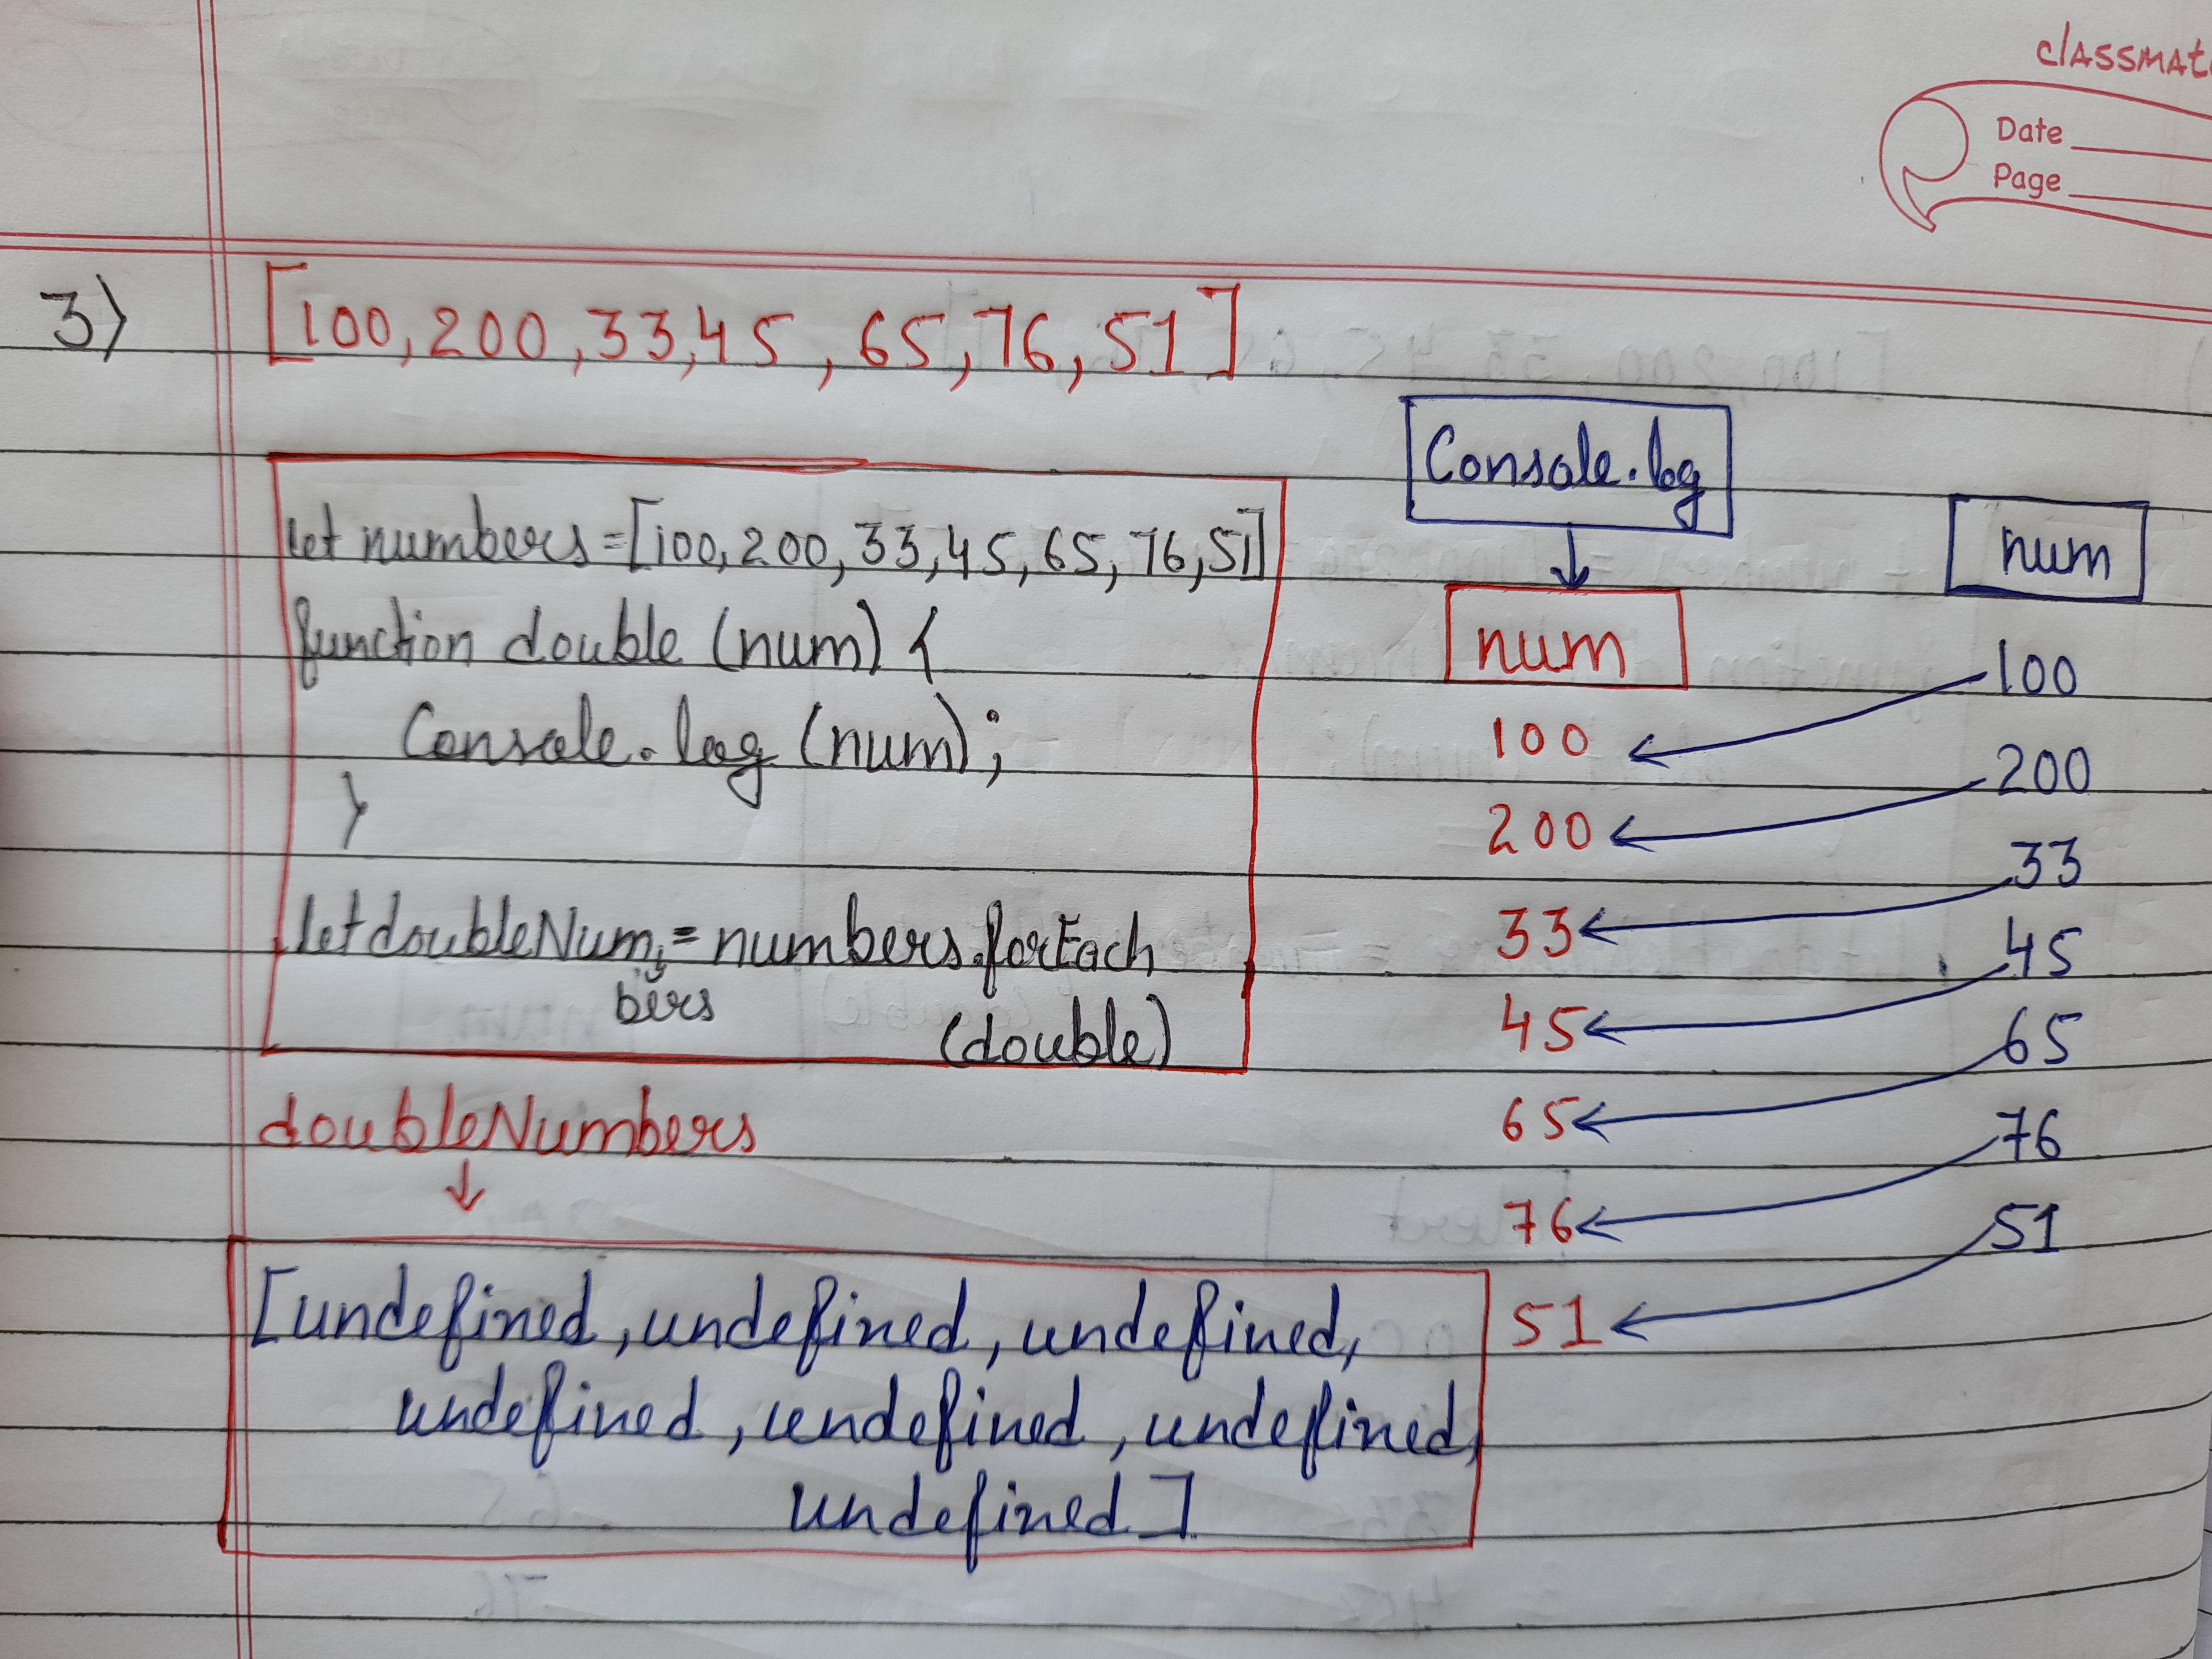 classmate
Date
Page
3)
[100, 200, 33, 45, 65, 76, 51]
let numbers = [100, 200, 33, 45, 65, 76, 51]
function double (num) {
Console.log (num);
}
let doubleNum = numbers.forEach
bers
(double)
doubleNumbers
↓
[undefined, undefined, undefined,
undefined, undefined, undefined,
undefined]
Console.log
↓
num
100
200
33
45
65
76
51
num
100
200
33
45
65
76
51